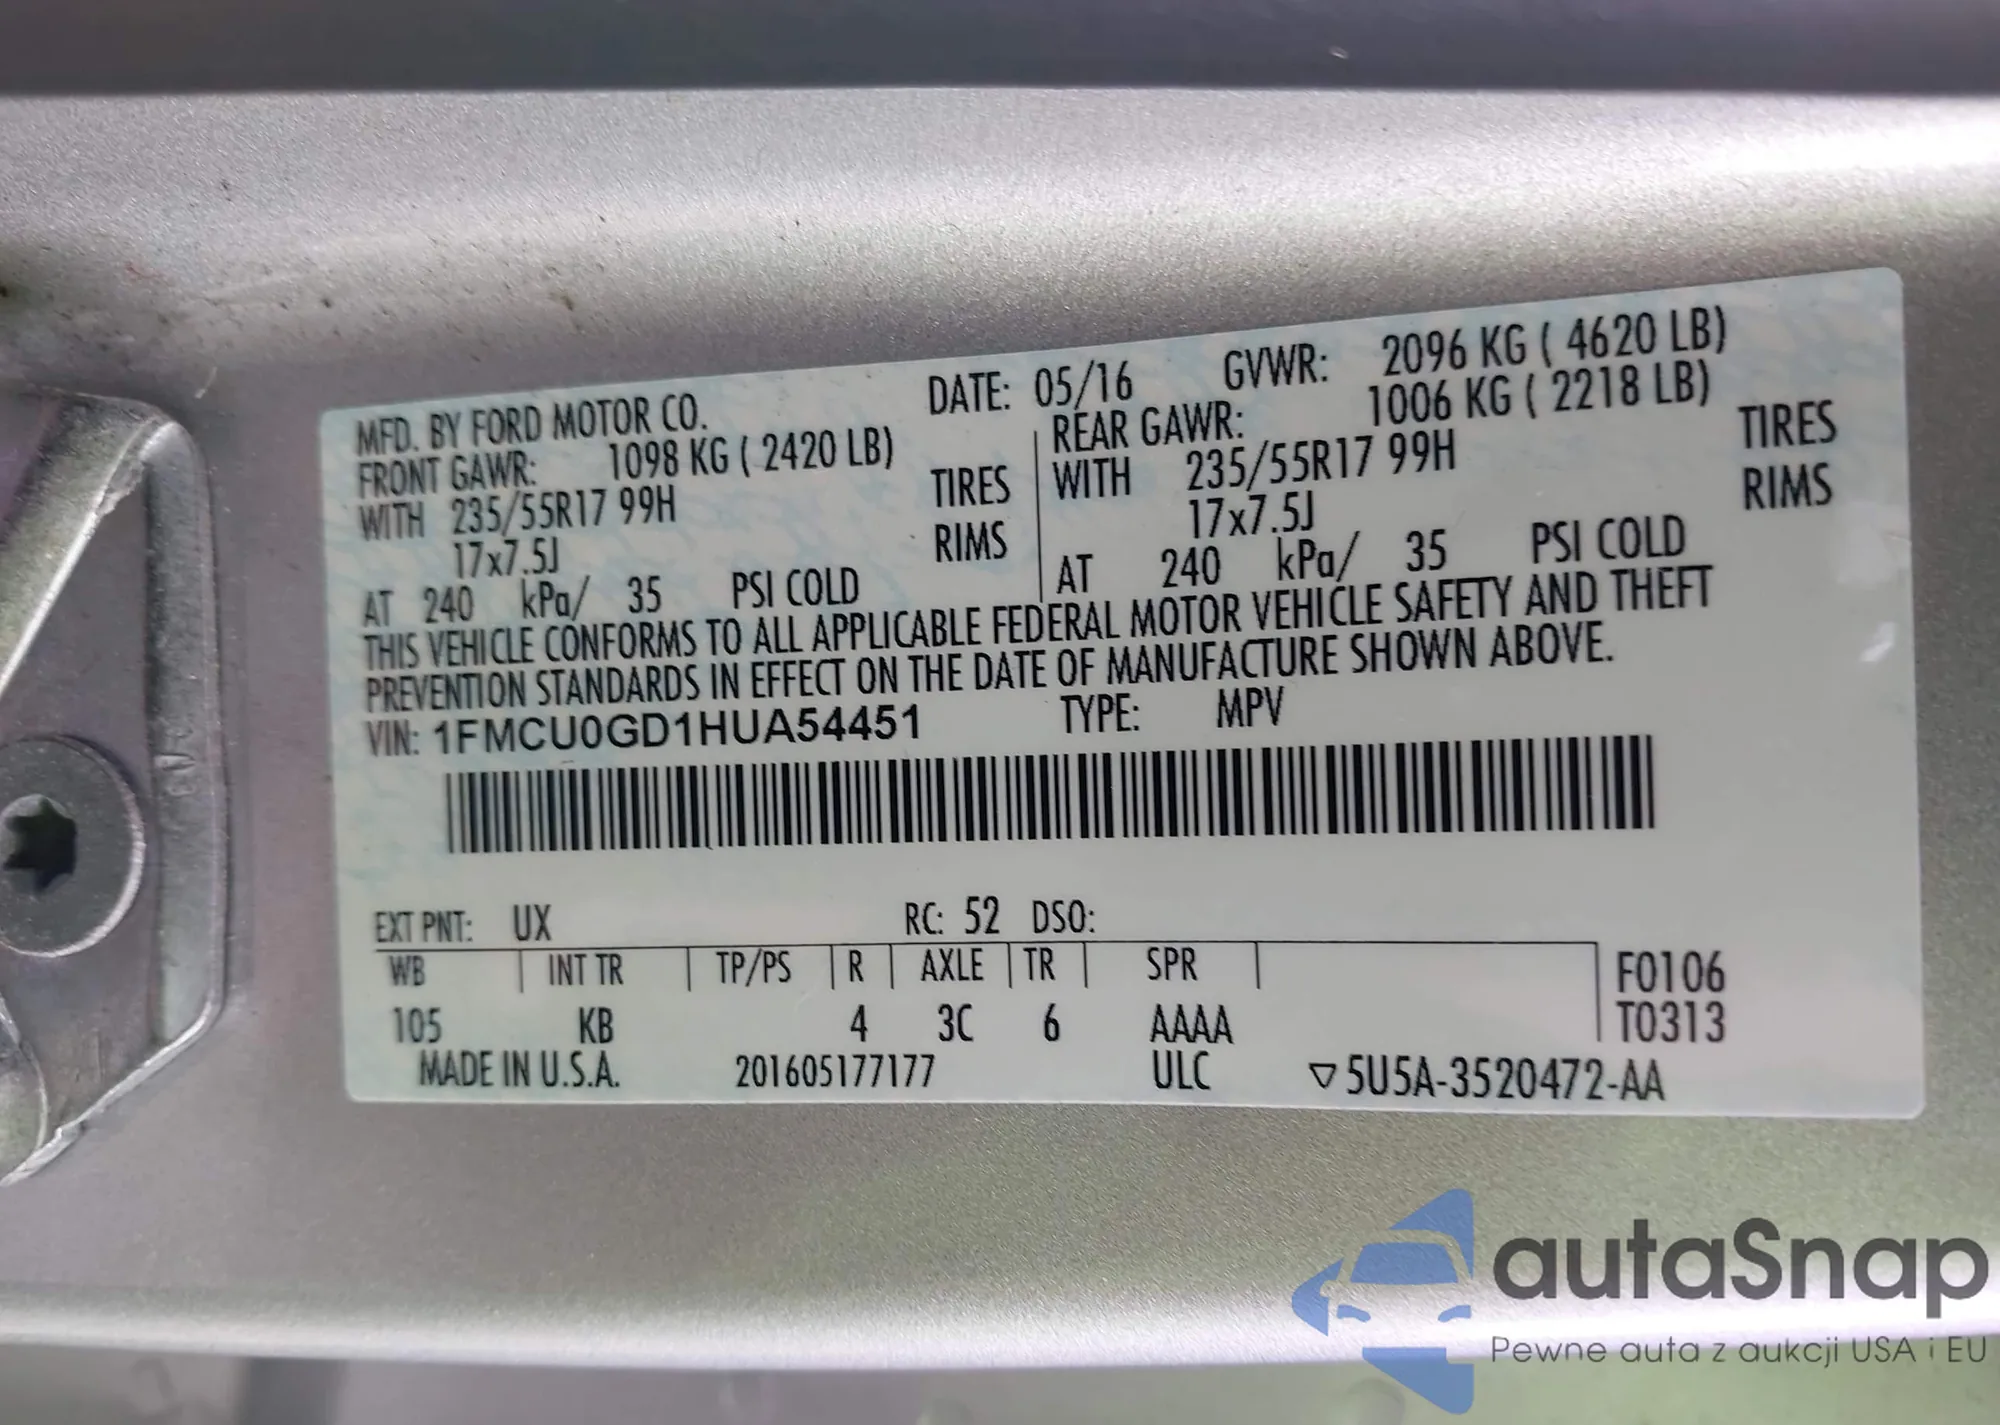 MFD. BY FORD MOTOR CO. DATE: 05/16 GVWR: 2096 KG ( 4620 LB)
FRONT GAWR: 1098 KG ( 2420 LB) REAR GAWR: 1006 KG ( 2218 LB)
WITH 235/55R17 99H TIRES WITH 235/55R17 99H TIRES
17x7.5J RIMS 17x7.5J RIMS
AT 240 kPa/ 35 PSI COLD AT 240 kPa/ 35 PSI COLD
THIS VEHICLE CONFORMS TO ALL APPLICABLE FEDERAL MOTOR VEHICLE SAFETY AND THEFT
PREVENTION STANDARDS IN EFFECT ON THE DATE OF MANUFACTURE SHOWN ABOVE.
VIN: 1FMCU0GD1HUA54451 TYPE: MPV
EXT PNT: UX RC: 52 DSO:
WB INT TR TP/PS R AXLE TR SPR F0106
105 KB 4 3C 6 AAAA T0313
MADE IN U.S.A. 201605177177 ULC ▽5U5A-3520472-AA
autaSnap
Pewne auta z aukcji USA i EU